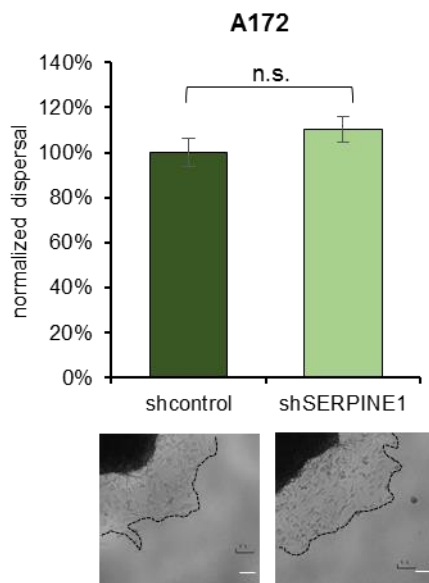 A172
140%
120%
100%
80%
60%
40%
20%
0%
normalized dispersal
n.s.
shcontrol
shSERPINE1